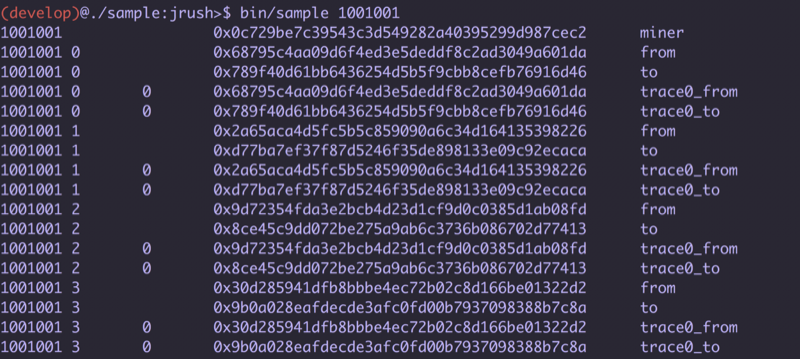 (develop)@./sample:jrush>$ bin/sample 1001001
1001001 0x0c729be7c39543c3d549282a40395299d987cec2 miner
1001001 0 0x68795c4aa09d6f4ed3e5deddf8c2ad3049a601da from
1001001 0 0x789f40d61bb6436254d5b5f9cbb8cefb76916d46 to
1001001 0 0 0x68795c4aa09d6f4ed3e5deddf8c2ad3049a601da trace0_from
1001001 0 0 0x789f40d61bb6436254d5b5f9cbb8cefb76916d46 trace0_to
1001001 1 0x2a65aca4d5fc5b5c859090a6c34d164135398226 from
1001001 1 0xd77ba7ef37f87d5246f35de898133e09c92ecaca to
1001001 1 0 0x2a65aca4d5fc5b5c859090a6c34d164135398226 trace0_from
1001001 1 0 0xd77ba7ef37f87d5246f35de898133e09c92ecaca trace0_to
1001001 2 0x9d72354fda3e2bcb4d23d1cf9d0c0385d1ab08fd from
1001001 2 0x8ce45c9dd072be275a9ab6c3736b086702d77413 to
1001001 2 0 0x9d72354fda3e2bcb4d23d1cf9d0c0385d1ab08fd trace0_from
1001001 2 0 0x8ce45c9dd072be275a9ab6c3736b086702d77413 trace0_to
1001001 3 0x30d285941dfb8bbbe4ec72b02c8d166be01322d2 from
1001001 3 0x9b0a028eafdecde3afc0fd00b7937098388b7c8a to
1001001 3 0 0x30d285941dfb8bbbe4ec72b02c8d166be01322d2 trace0_from
1001001 3 0 0x9b0a028eafdecde3afc0fd00b7937098388b7c8a trace0_to